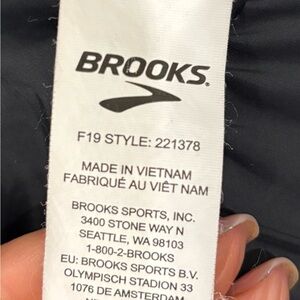 BROOKS
F19 STYLE: 221378
MADE IN VIETNAM
FABRIQUÉ AU VIÊT NAM
BROOKS SPORTS, INC.
3400 STONE WAY N
SEATTLE, WA 98103
1-800-2-BROOKS
EU: BROOKS SPORTS B.V.
OLYMPISCH STADION 33
1076 DE AMSTERDAM